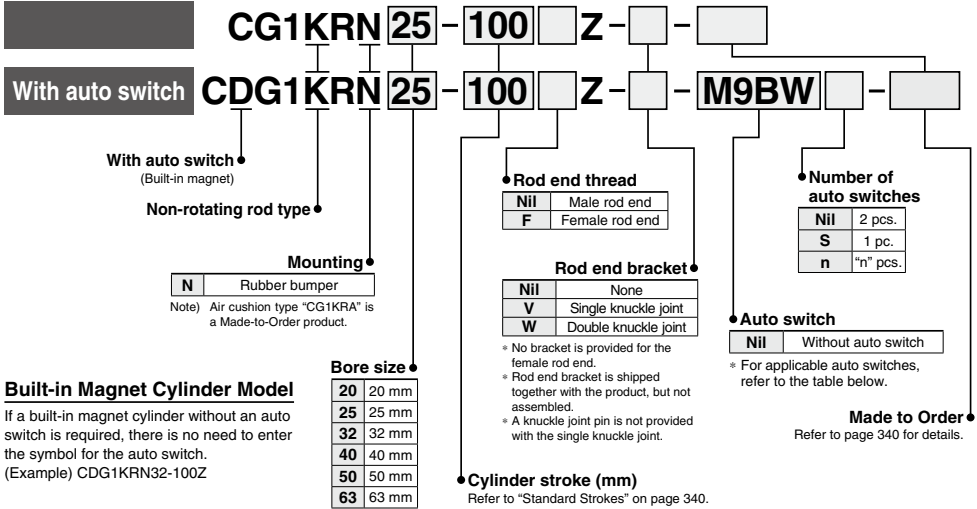 CG1KRN 25 - 100 Z - -
With auto switch CDG1KRN 25 - 100 Z - - M9BW -
With auto switch
(Built-in magnet)
Non-rotating rod type
Mounting
N Rubber bumper
Note) Air cushion type “CG1KRA” is
a Made-to-Order product.
Built-in Magnet Cylinder Model
If a built-in magnet cylinder without an auto
switch is required, there is no need to enter
the symbol for the auto switch.
(Example) CDG1KRN32-100Z
Bore size
20 20 mm
25 25 mm
32 32 mm
40 40 mm
50 50 mm
63 63 mm
Rod end thread
Nil Male rod end
F Female rod end
Rod end bracket
Nil None
V Single knuckle joint
W Double knuckle joint
* No bracket is provided for the
female rod end.
* Rod end bracket is shipped
together with the product, but not
assembled.
* A knuckle joint pin is not provided
with the single knuckle joint.
Cylinder stroke (mm)
Refer to “Standard Strokes” on page 340.
Number of
auto switches
Nil 2 pcs.
S 1 pc.
n “n” pcs.
Auto switch
Nil Without auto switch
* For applicable auto switches,
refer to the table below.
Made to Order
Refer to page 340 for details.